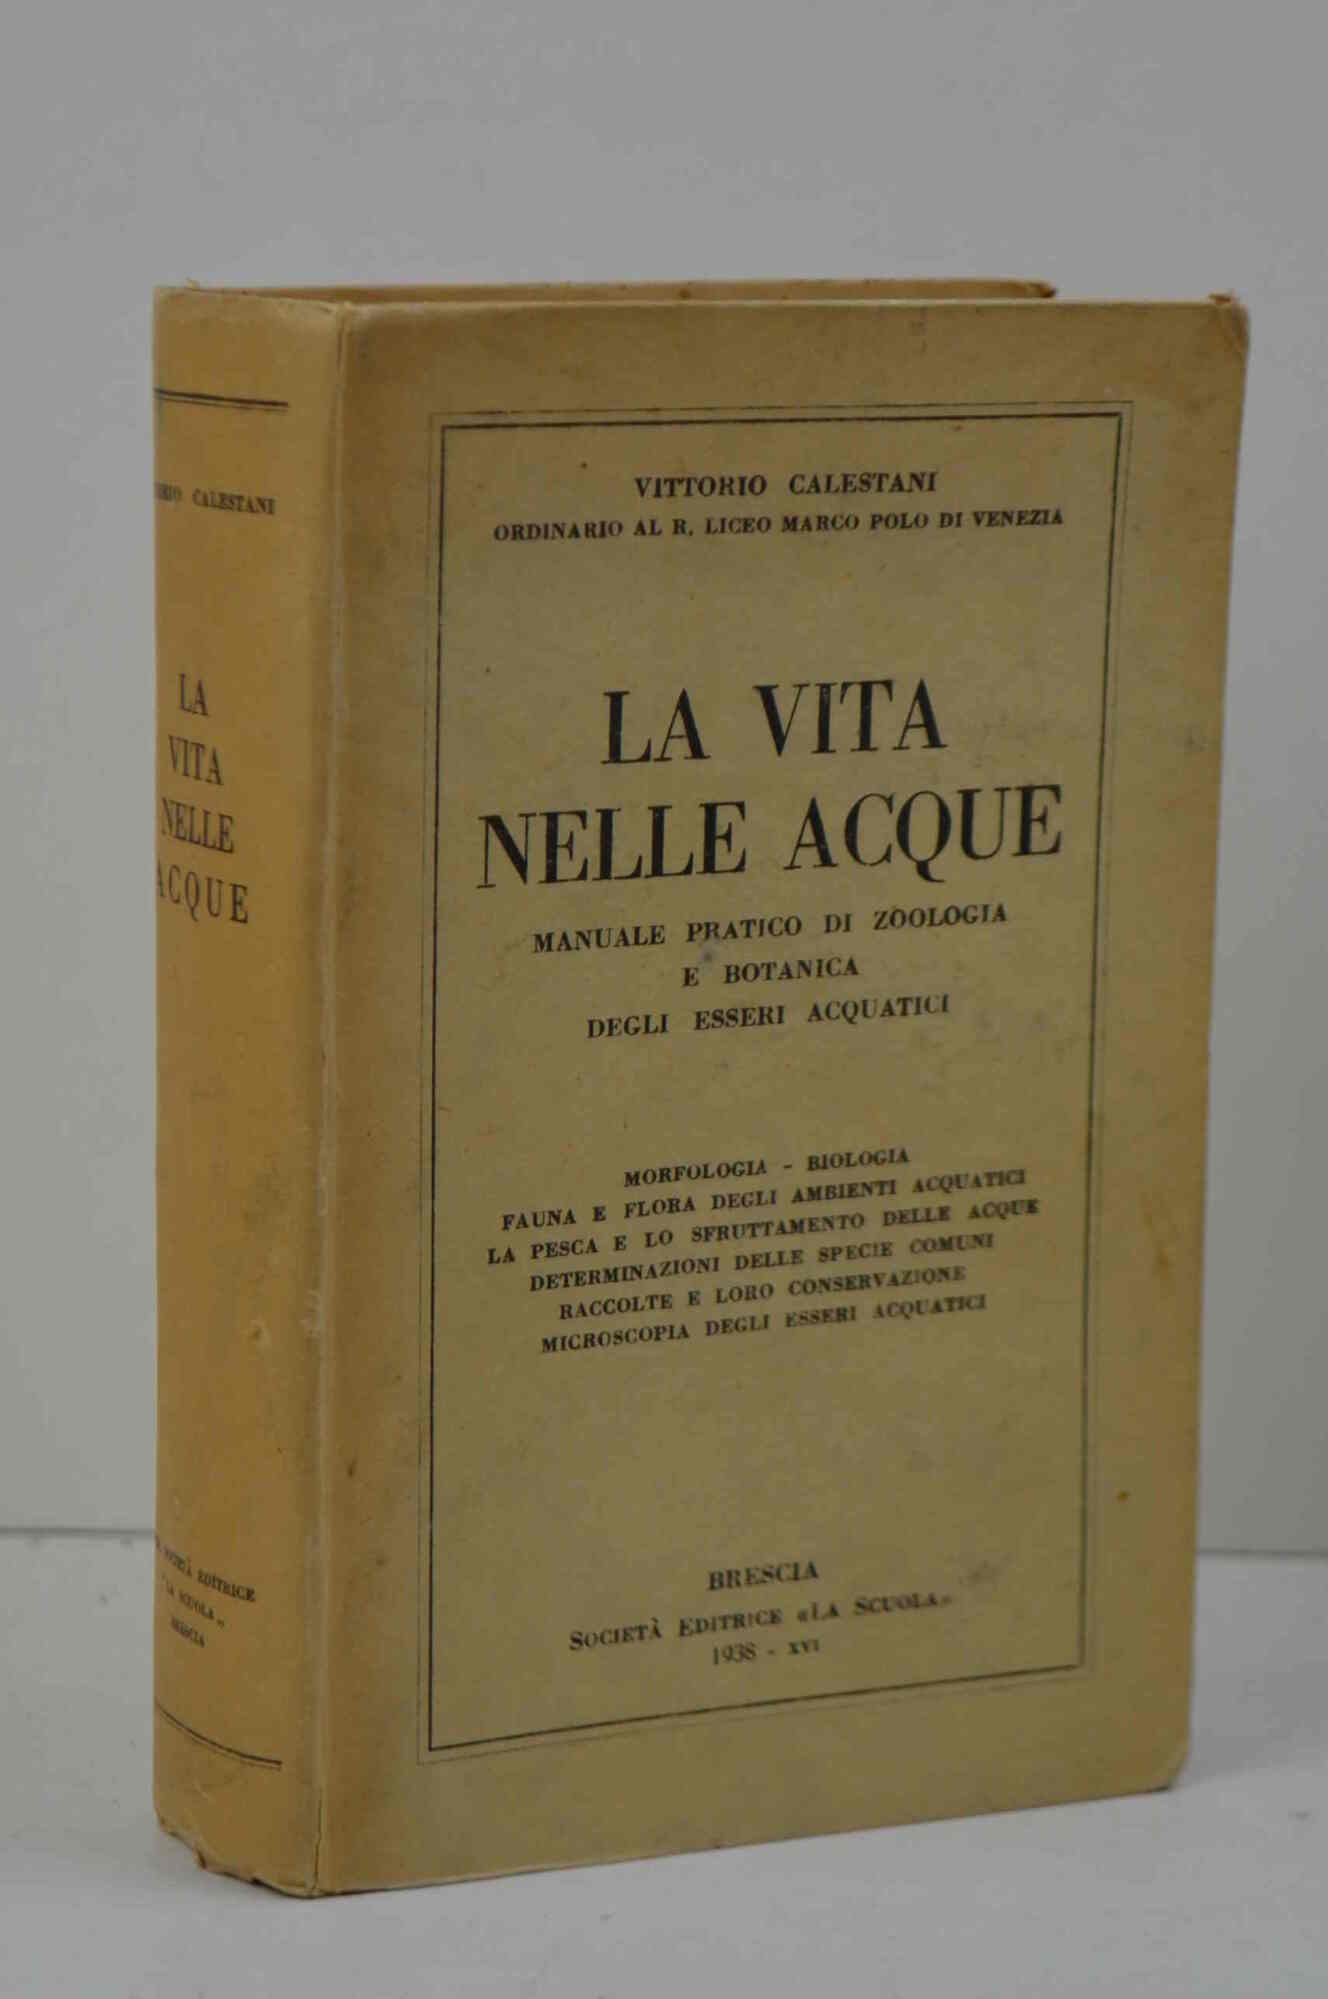 CALESTANI
LA
VITA
NELLE
ACQUE
SOCIETÀ EDITRICE
"LA SCUOLA„
BRESCIA
VITTORIO CALESTANI
ORDINARIO AL R. LICEO MARCO POLO DI VENEZIA
LA VITA
NELLE ACQUE
MANUALE PRATICO DI ZOOLOGIA
E BOTANICA
DEGLI ESSERI ACQUATICI
MORFOLOGIA - BIOLOGIA
FAUNA E FLORA DEGLI AMBIENTI ACQUATICI
LA PESCA E LO SFRUTTAMENTO DELLE ACQUE
DETERMINAZIONI DELLE SPECIE COMUNI
RACCOLTE E LORO CONSERVAZIONE
MICROSCOPIA DEGLI ESSERI ACQUATICI
BRESCIA
SOCIETÀ EDITRICE «LA SCUOLA»
1938 - XVI